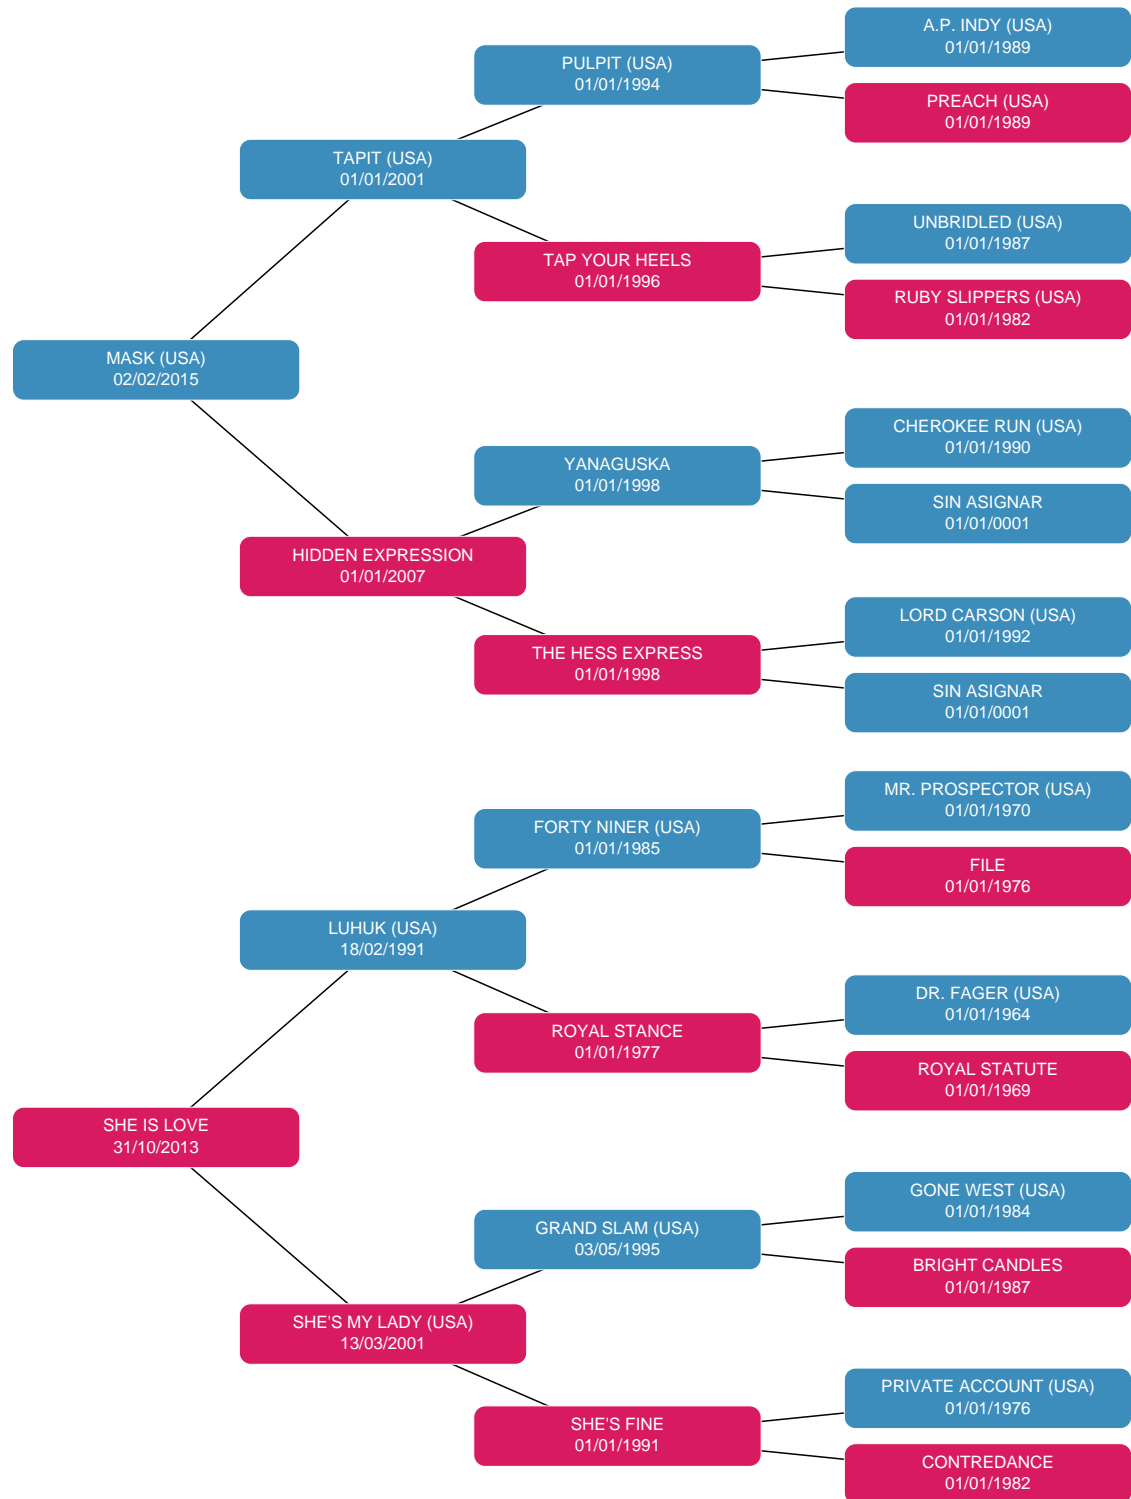 A.P. INDY (USA)
01/01/1989
PULPIT (USA)
01/01/1994
PREACH (USA)
01/01/1989
TAPIT (USA)
01/01/2001
UNBRIDLED (USA)
01/01/1987
TAP YOUR HEELS
01/01/1996
RUBY SLIPPERS (USA)
01/01/1982
MASK (USA)
02/02/2015
CHEROKEE RUN (USA)
01/01/1990
YANAGUSKA
01/01/1998
SIN ASIGNAR
01/01/0001
HIDDEN EXPRESSION
01/01/2007
LORD CARSON (USA)
01/01/1992
THE HESS EXPRESS
01/01/1998
SIN ASIGNAR
01/01/0001
MR. PROSPECTOR (USA)
01/01/1970
FORTY NINER (USA)
01/01/1985
FILE
01/01/1976
LUHUK (USA)
18/02/1991
DR. FAGER (USA)
01/01/1964
ROYAL STANCE
01/01/1977
ROYAL STATUTE
01/01/1969
SHE IS LOVE
31/10/2013
GONE WEST (USA)
01/01/1984
GRAND SLAM (USA)
03/05/1995
BRIGHT CANDLES
01/01/1987
SHE'S MY LADY (USA)
13/03/2001
PRIVATE ACCOUNT (USA)
01/01/1976
SHE'S FINE
01/01/1991
CONTREDANCE
01/01/1982